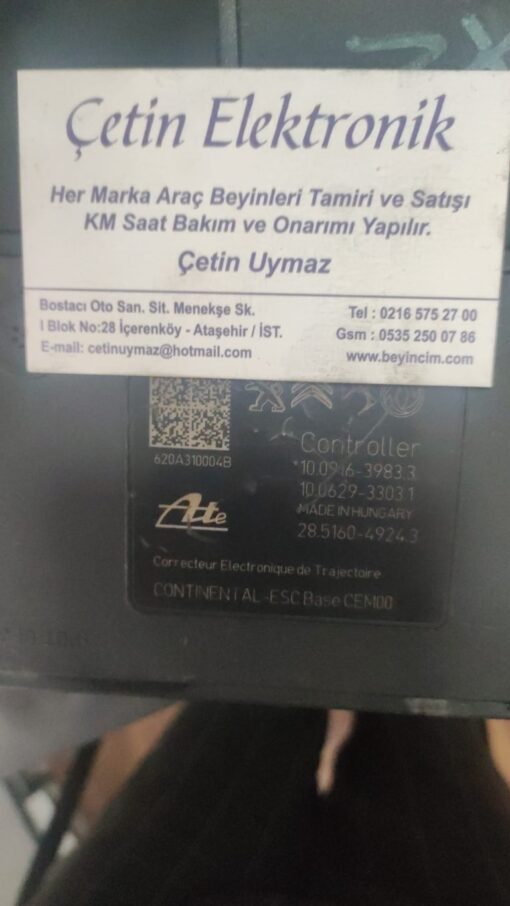 Çetin Elektronik
Her Marka Araç Beyinleri Tamiri ve Satışı
KM Saat Bakım ve Onarımı Yapılır.
Çetin Uymaz
Bostacı Oto San. Sit. Menekşe Sk.
I Blok No:28 İçerenköy - Ataşehir / İST.
E-mail: cetinuymaz@hotmail.com
Tel : 0216 575 27 00
Gsm : 0535 250 07 86
www.beyincim.com
620A310004B
Controller
10.0916-3983.3
10.0629-3303.1
MADE IN HUNGARY
28.5160-4924.3
Ate
Correcteur Electronique de Trajectoire
CONTINENTAL -ESC Base CEM00